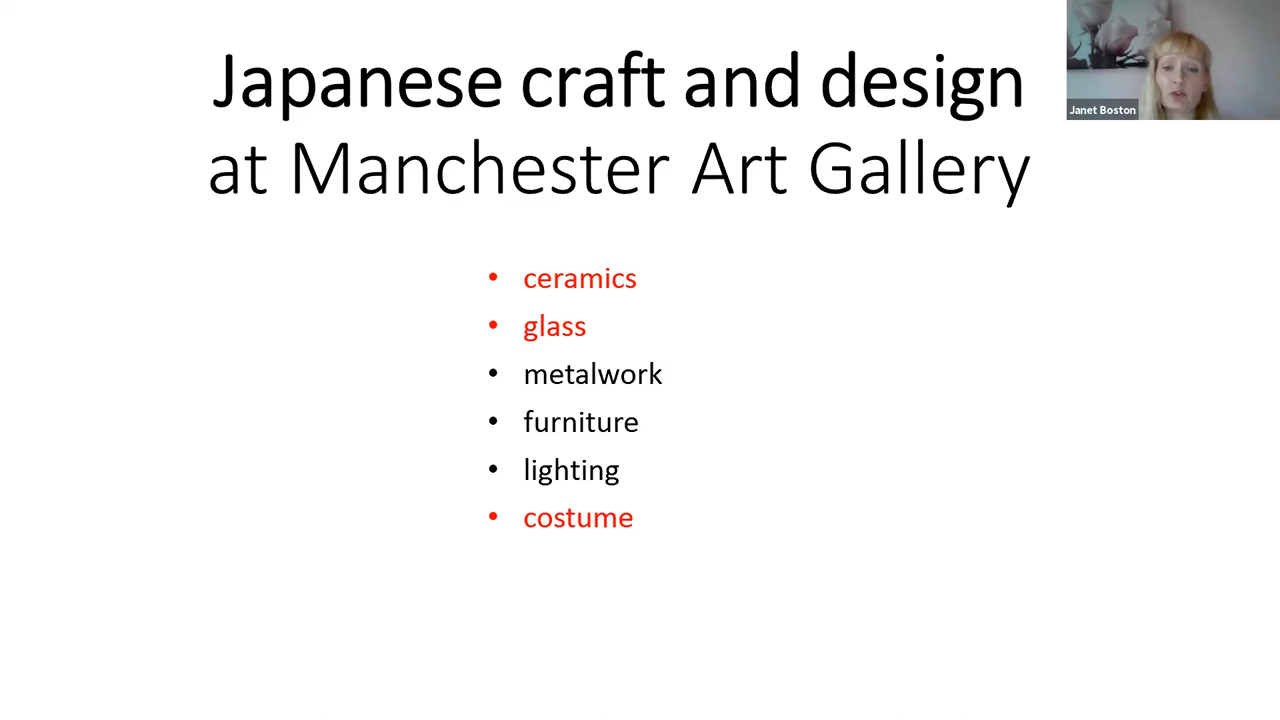 Japanese craft and design
at Manchester Art Gallery
Janet Boston
• ceramics
• glass
• metalwork
• furniture
• lighting
• costume